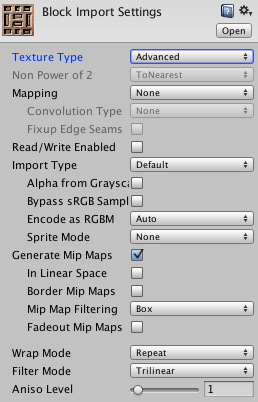 Block Import Settings
Open
Texture Type Advanced
Non Power of 2 ToNearest
Mapping None
Convolution Type None
Fixup Edge Seams
Read/Write Enabled
Import Type Default
Alpha from Graysca
Bypass sRGB Sampl
Encode as RGBM Auto
Sprite Mode None
Generate Mip Maps
In Linear Space
Border Mip Maps
Mip Map Filtering Box
Fadeout Mip Maps
Wrap Mode Repeat
Filter Mode Trilinear
Aniso Level 1